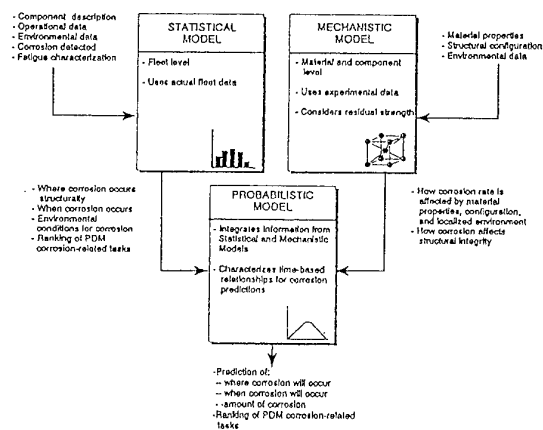 - Component description
- Operational data
- Environmental data
- Corrosion detected
- Fatigue characterization
STATISTICAL
MODEL
- Fleet level
- Uses actual fleet data
MECHANISTIC
MODEL
- Material and component
level
- Uses experimental data
- Considers residual strength
- Material properties
- Structural configuration
- Environmental data
- Where corrosion occurs
structurally
- When corrosion occurs
- Environmental
conditions for corrosion
- Ranking of PDM
corrosion-related tasks
PROBABILISTIC
MODEL
- Integrates information from
Statistical and Mechanistic
Models
- Characterizes time-based
relationships for corrosion
predictions
- How corrosion rate is
affected by material
properties, configuration,
and localized environment
- How corrosion affects
structural integrity
-Prediction of:
-- where corrosion will occur
-- when corrosion will occur
--amount of corrosion
-Ranking of PDM corrosion-related
tasks